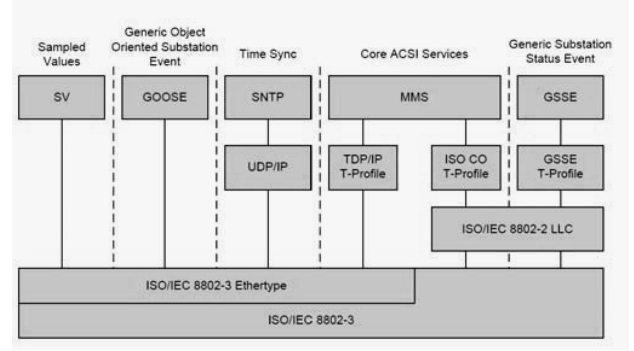 Sampled
Values
Generic Object
Oriented Substation
Event
Time Sync
Core ACSI Services
Generic Substation
Status Event
SV
GOOSE
SNTP
MMS
GSSE
UDP/IP
TDP/IP
T-Profile
ISO CO
T-Profile
GSSE
T-Profile
ISO/IEC 8802-2 LLC
ISO/IEC 8802-3 Ethertype
ISO/IEC 8802-3